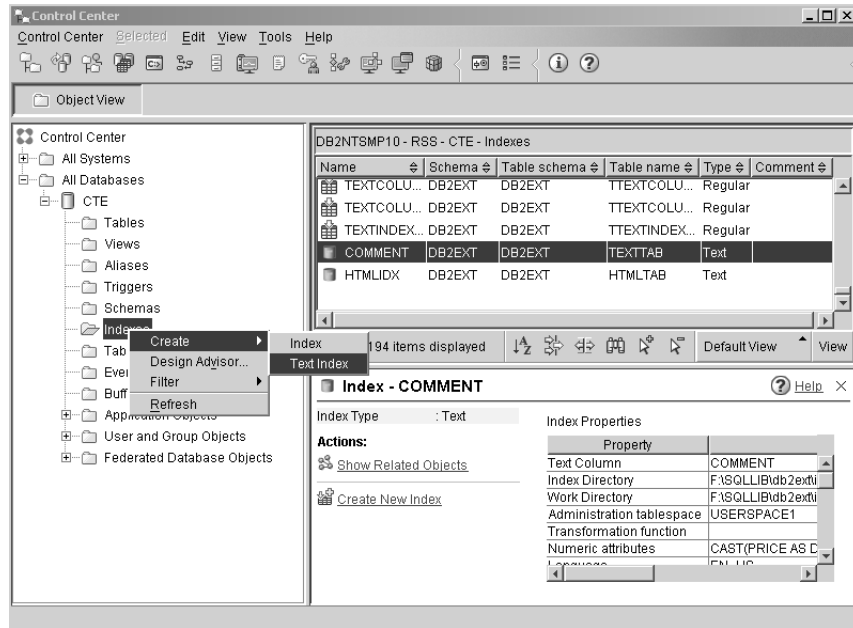 Control Center
Control Center Selected Edit View Tools Help
Object View
Control Center
All Systems
All Databases
CTE
Tables
Views
Aliases
Triggers
Schemas
Indexes
Tab
Buff
Application Objects
User and Group Objects
Federated Database Objects
Create
Design Advisor...
Filter
Refresh
Index
Text Index
DB2NTSMP10 - RSS - CTE - Indexes
Name Schema Table schema Table name Type Comment
TEXTCOLU... DB2EXT DB2EXT TTEXTCOLU... Regular
TEXTCOLU... DB2EXT DB2EXT TTEXTCOLU... Regular
TEXTINDEX... DB2EXT DB2EXT TTEXTINDEX... Regular
COMMENT DB2EXT DB2EXT TEXTTAB Text
HTMLIDX DB2EXT DB2EXT HTMLTAB Text
194 items displayed Default View View
Index - COMMENT Help
Index Type : Text
Actions:
Show Related Objects
Create New Index
Index Properties
Property
Text Column COMMENT
Index Directory F:\SQLLIB\db2ext\i
Work Directory F:\SQLLIB\db2ext\i
Administration tablespace USERSPACE1
Transformation function
Numeric attributes CAST(PRICE AS D
Language EN_US